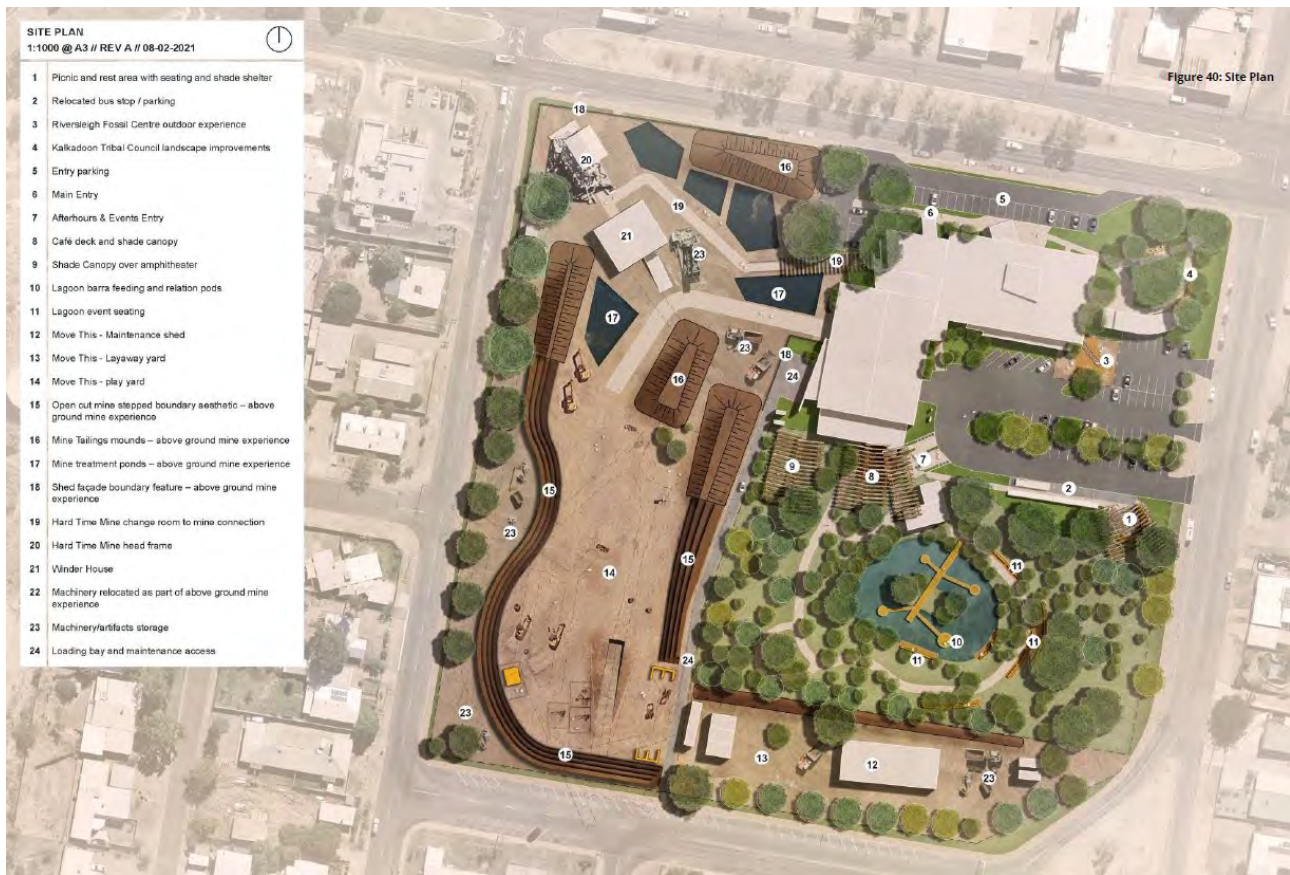 SITE PLAN
1:1000 @ A3 // REV A // 08-02-2021
1 Picnic and rest area with seating and shade shelter
2 Relocated bus stop / parking
3 Riversleigh Fossil Centre outdoor experience
4 Kalkadoon Tribal Council landscape improvements
5 Entry parking
6 Main Entry
7 Afterhours & Events Entry
8 Café deck and shade canopy
9 Shade Canopy over amphitheater
10 Lagoon barra feeding and relation pods
11 Lagoon event seating
12 Move This - Maintenance shed
13 Move This - Layaway yard
14 Move This - play yard
15 Open cut mine stepped boundary aesthetic – above
ground mine experience
16 Mine Tailings mounds – above ground mine experience
17 Mine treatment ponds – above ground mine experience
18 Shed façade boundary feature – above ground mine
experience
19 Hard Time Mine change room to mine connection
20 Hard Time Mine head frame
21 Winder House
22 Machinery relocated as part of above ground mine
experience
23 Machinery/artifacts storage
24 Loading bay and maintenance access
Figure 40: Site Plan
18
20
16
19
5
6
21
23
19
4
17
17
23
18
3
16
24
9
8
7
2
1
15
23
15
14
11
10
11
11
24
23
15
13
12
23